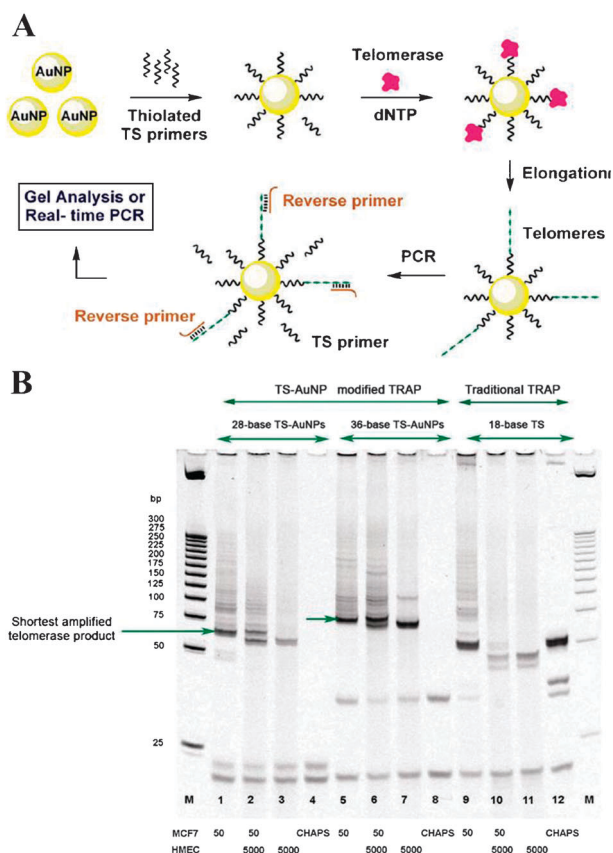 A
AuNP
AuNP AuNP
Thiolated
TS primers
Telomerase
dNTP
Elongation
Gel Analysis or
Real- time PCR
Reverse primer
Telomeres
PCR
Reverse primer
TS primer
B
TS-AuNP modified TRAP Traditional TRAP
28-base TS-AuNPs 36-base TS-AuNPs 18-base TS
bp
300
275
250
225
200
175
150
125
100
75
Shortest amplified
telomerase product
50
25
M 1 2 3 4 5 6 7 8 9 10 11 12 M
MCF7 50 50 CHAPS 50 50 CHAPS 50 50 CHAPS
HMEC 5000 5000 5000 5000 5000 5000